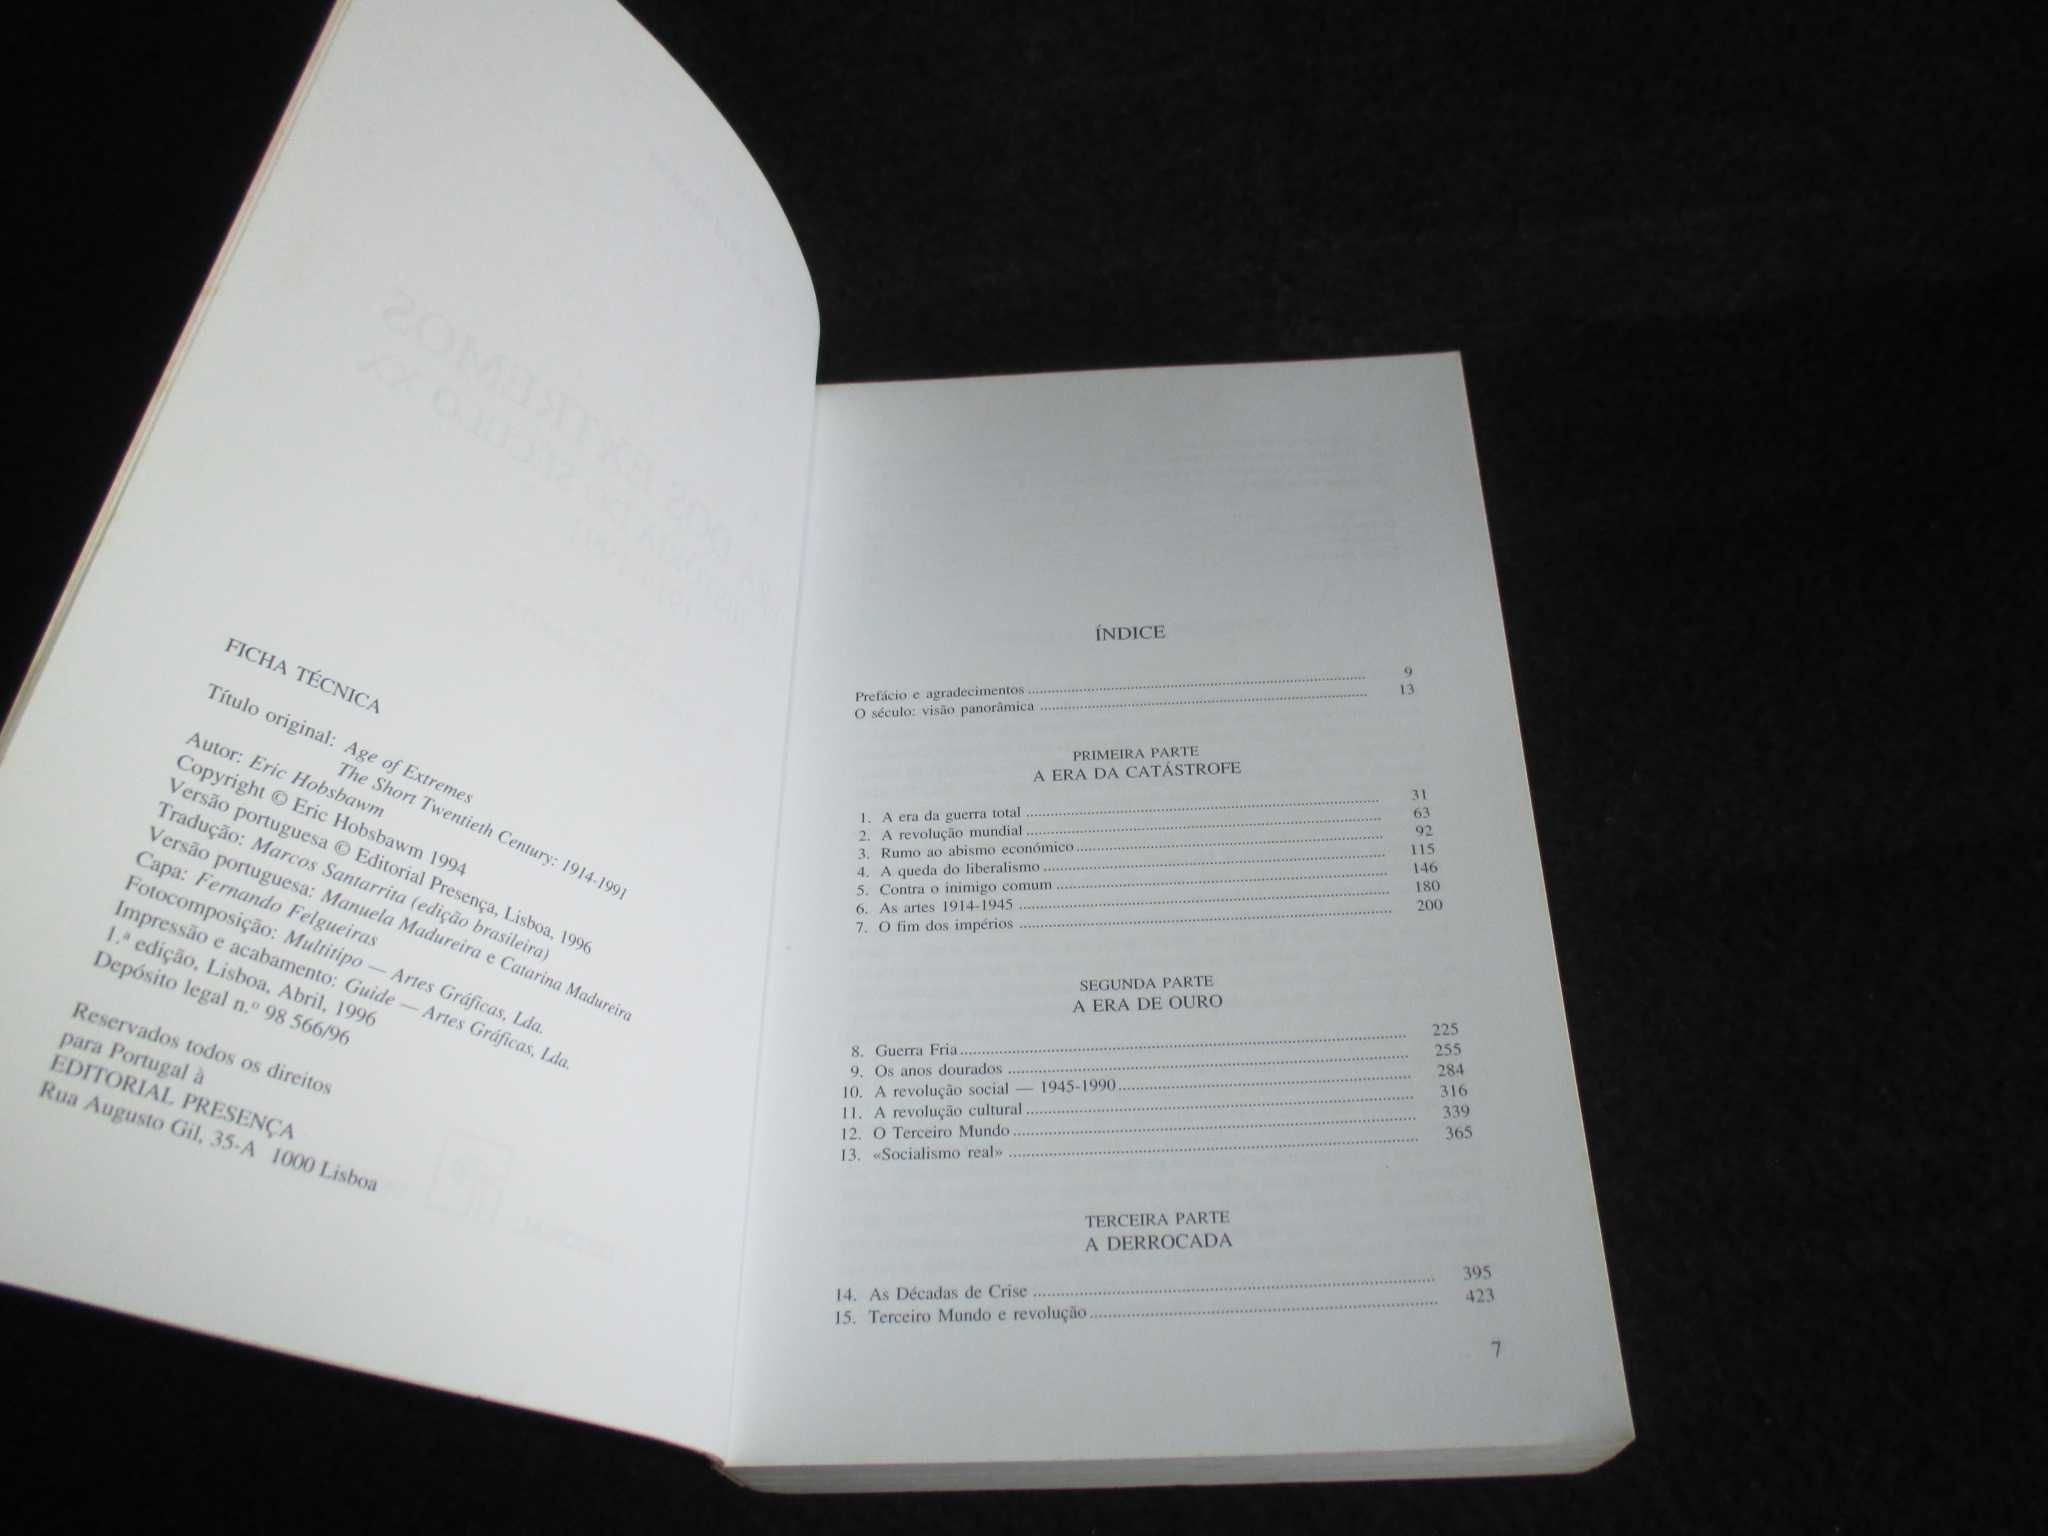 FICHA TÉCNICA
Título original: Age of Extremes
The Short Twentieth Century: 1914-1991
Autor: Eric Hobsbawm
Copyright © Eric Hobsbawm 1994
Versão portuguesa © Editorial Presença, Lisboa, 1996
Tradução: Marcos Santarrita (edição brasileira)
Versão portuguesa: Manuela Madureira e Catarina Madureira
Capa: Fernando Felgueiras
Fotocomposição: Multitipo — Artes Gráficas, Lda.
Impressão e acabamento: Guide — Artes Gráficas, Lda.
1.ª edição, Lisboa, Abril, 1996
Depósito legal n.º 98 566/96
Reservados todos os direitos
para Portugal à
EDITORIAL PRESENÇA
Rua Augusto Gil, 35-A 1000 Lisboa
ÍNDICE
Prefácio e agradecimentos 9
O século: visão panorâmica 13
PRIMEIRA PARTE
A ERA DA CATÁSTROFE
1. A era da guerra total 31
2. A revolução mundial 63
3. Rumo ao abismo económico 92
4. A queda do liberalismo 115
5. Contra o inimigo comum 146
6. As artes 1914-1945 180
7. O fim dos impérios 200
SEGUNDA PARTE
A ERA DE OURO
8. Guerra Fria 225
9. Os anos dourados 255
10. A revolução social — 1945-1990 284
11. A revolução cultural 316
12. O Terceiro Mundo 339
13. «Socialismo real» 365
TERCEIRA PARTE
A DERROCADA
14. As Décadas de Crise 395
15. Terceiro Mundo e revolução 423
7